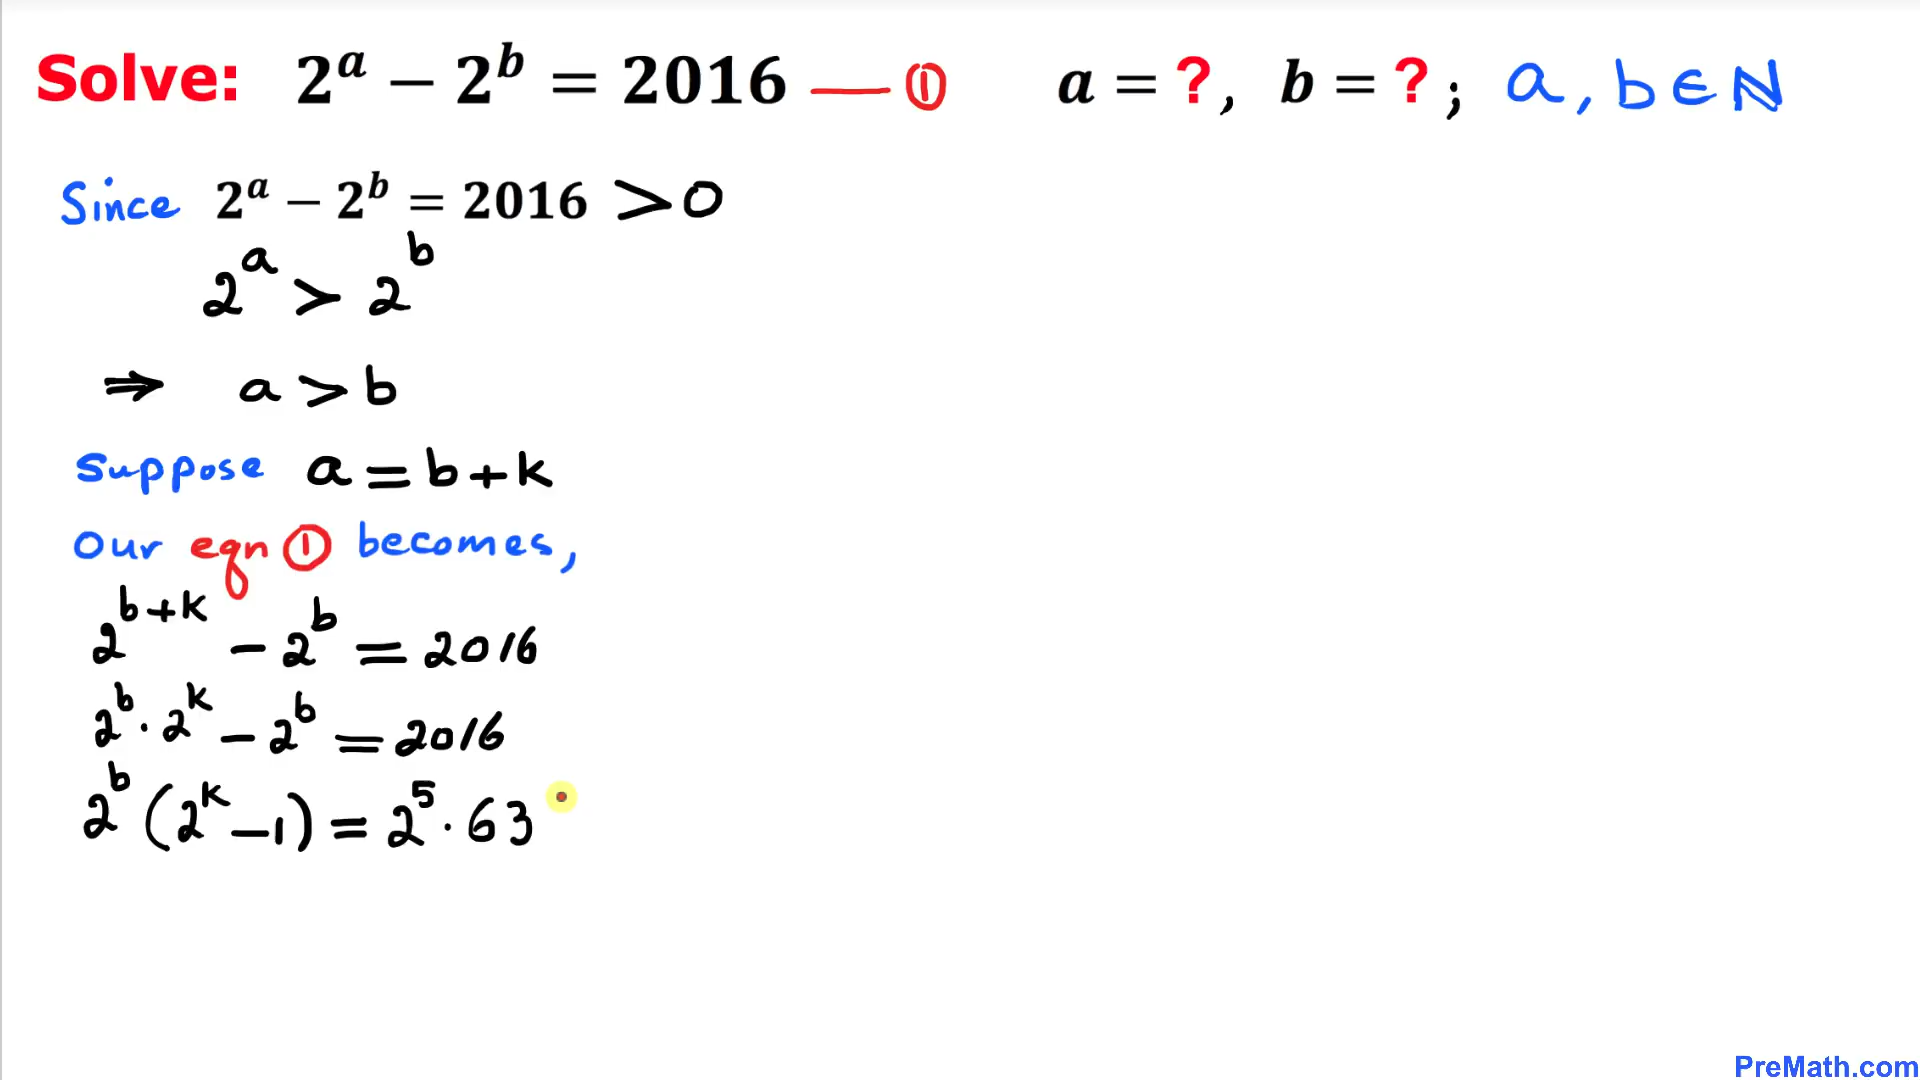 Solve: 2^a − 2^b = 2016 — ① a = ?, b = ? ; a, b ∈ ℕ
Since 2^a − 2^b = 2016 > 0
2^a > 2^b
⇒ a > b
Suppose a = b + k
Our eqn ① becomes,
2^(b+k) − 2^b = 2016
2^b · 2^k − 2^b = 2016
2^b (2^k − 1) = 2^5 · 63
PreMath.com